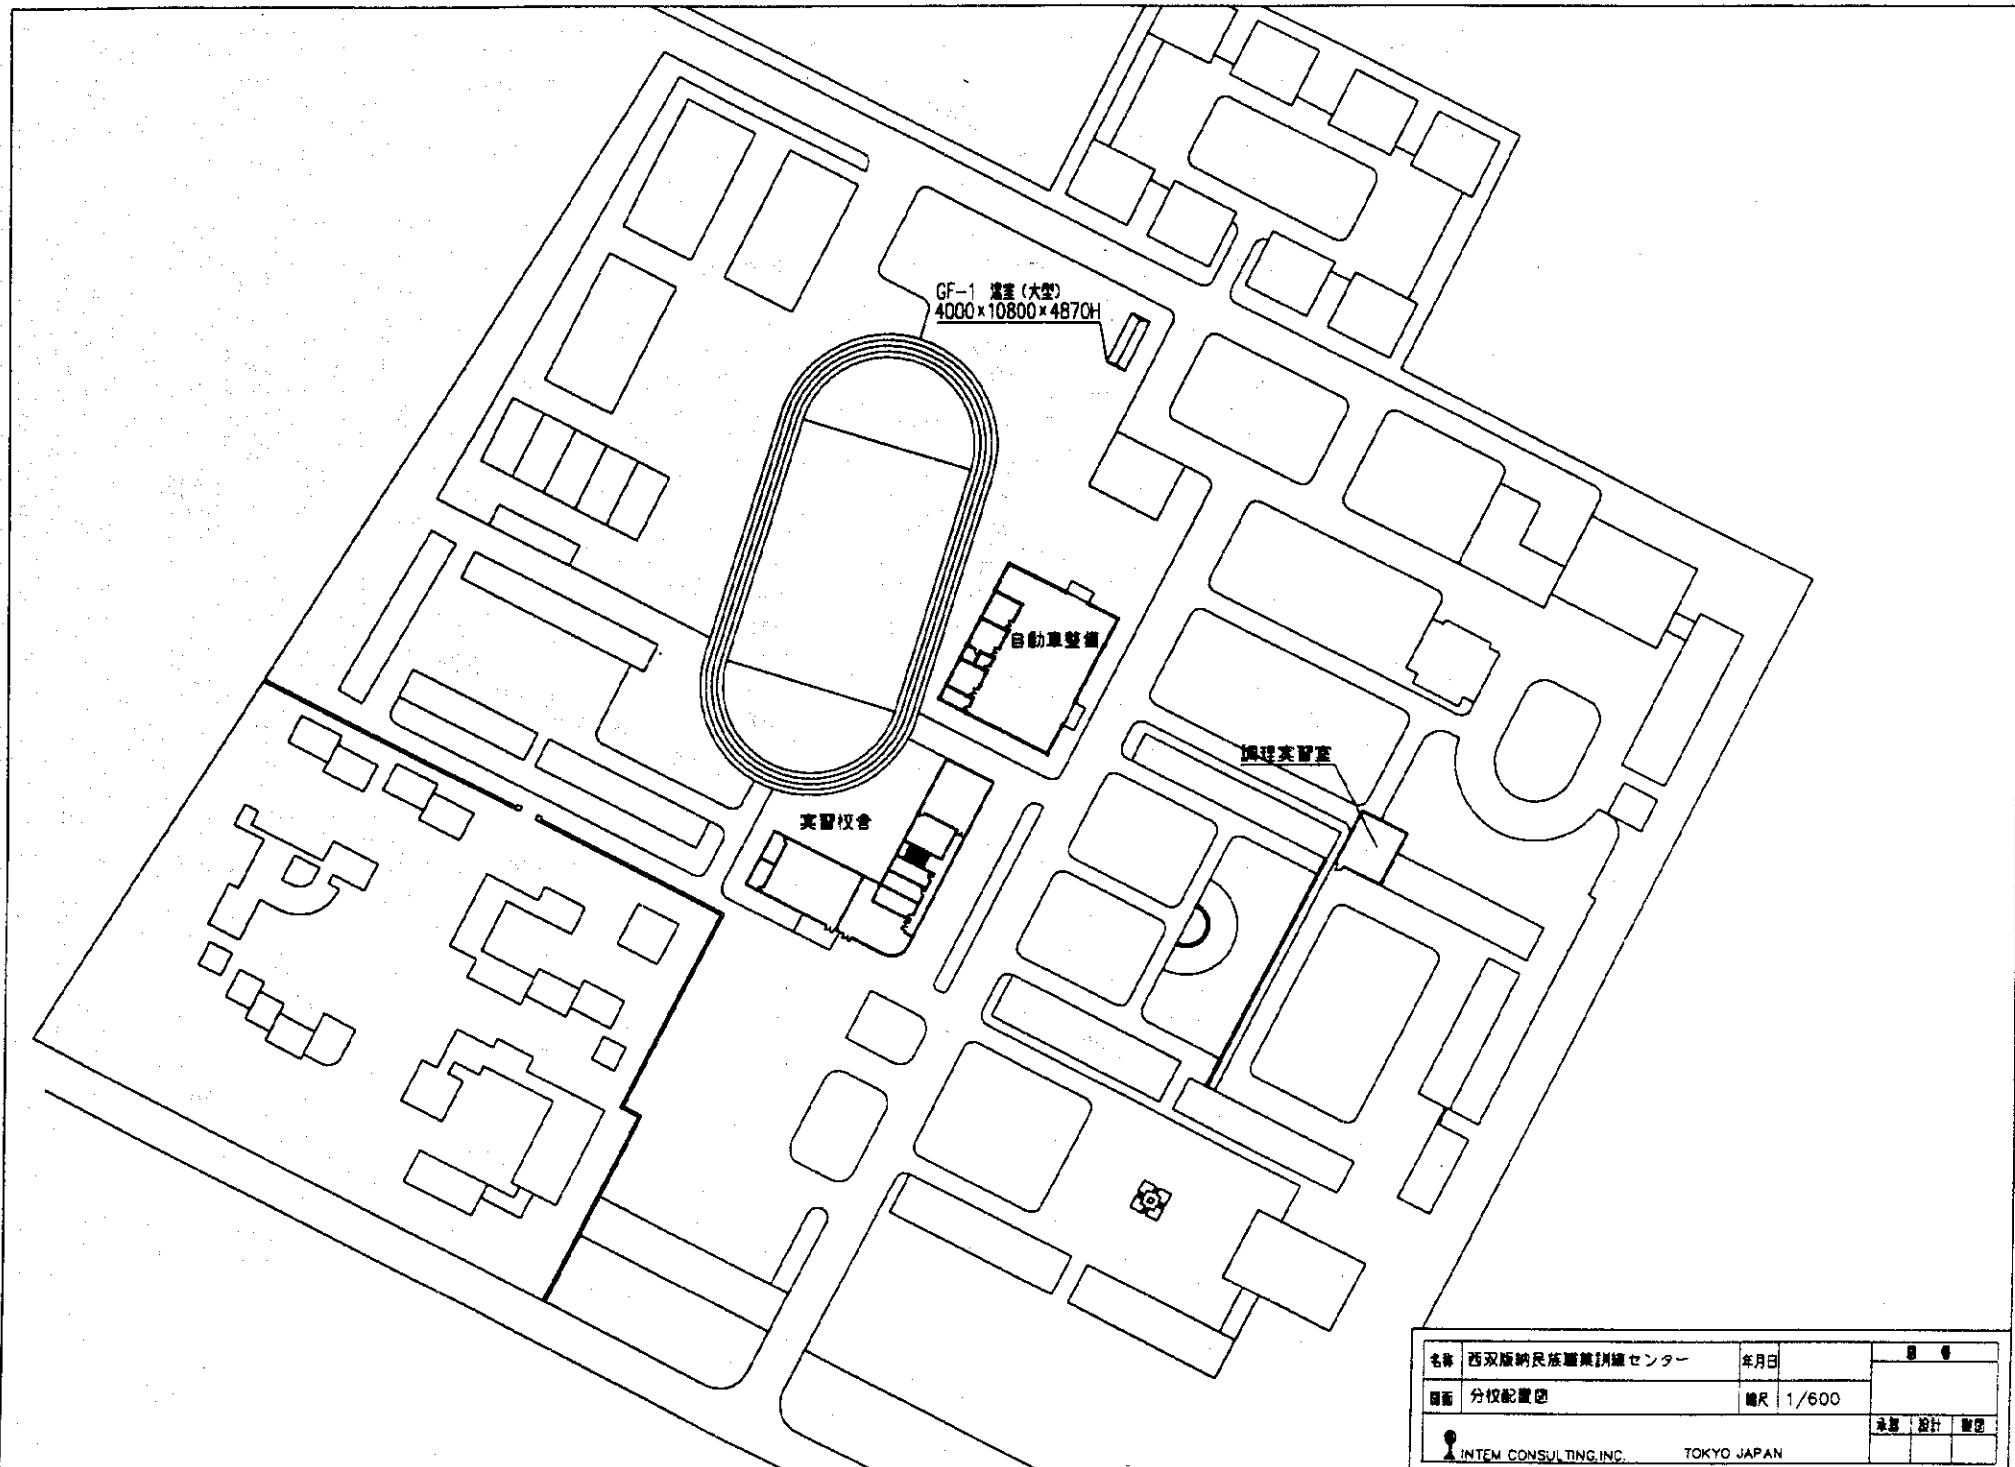 GF-1 温室（大型）
4000×10800×4870H
自動車整備
調理実習室
実習校舎
名称 西双版納民族職業訓練センター 年月日 図番
図面 分校配置図 縮尺 1/600
承認 設計 製図
INTEM CONSULTING,INC. TOKYO JAPAN